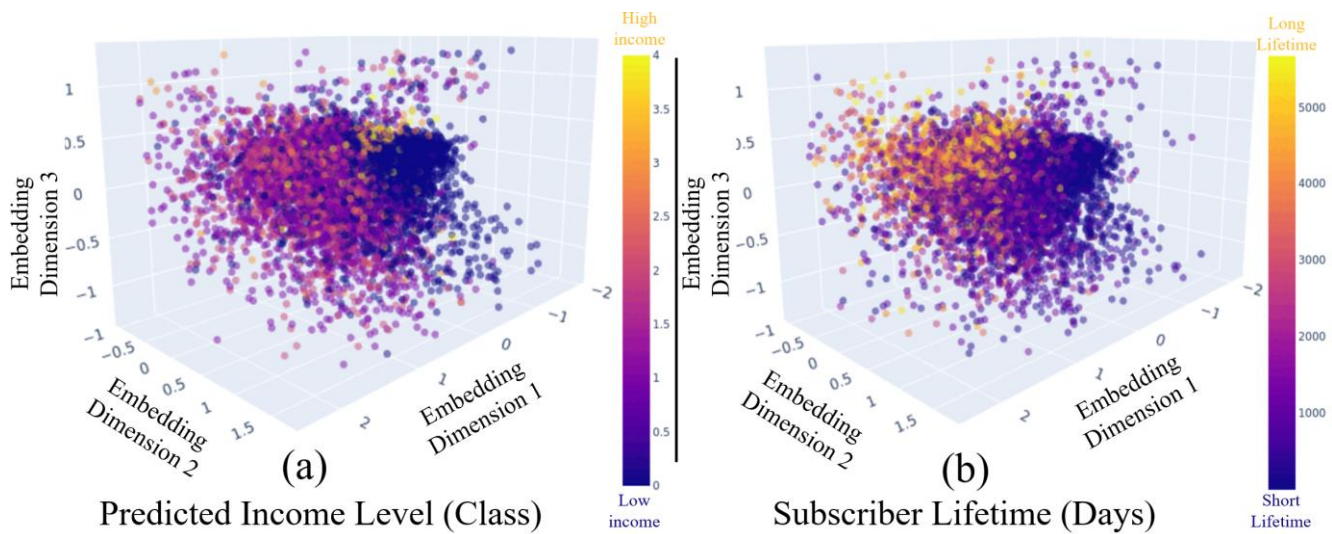 High
income
4
3.5
3
2.5
2
1.5
1
0.5
0
Low
income
1
0.5
0
−0.5
−1
Embedding
Dimension 3
−1
−0.5
0
0.5
1
1.5
Embedding
Dimension 2
2
1
0
−1
−2
Embedding
Dimension 1
(a)
Predicted Income Level (Class)
Long
Lifetime
5000
4000
3000
2000
1000
Short
Lifetime
1
0.5
0
−0.5
−1
Embedding
Dimension 3
−1
−0.5
0
0.5
1
1.5
Embedding
Dimension 2
2
1
0
−1
−2
Embedding
Dimension 1
(b)
Subscriber Lifetime (Days)